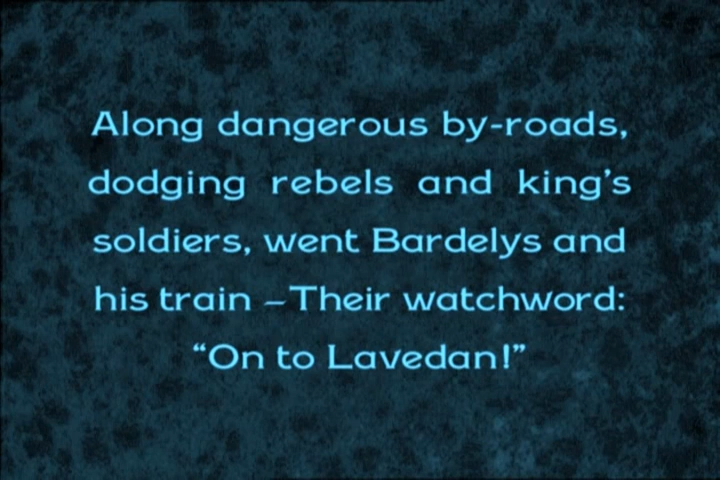 Along dangerous by-roads,
dodging rebels and king’s
soldiers, went Bardelys and
his train –Their watchword:
“On to Lavedan!”